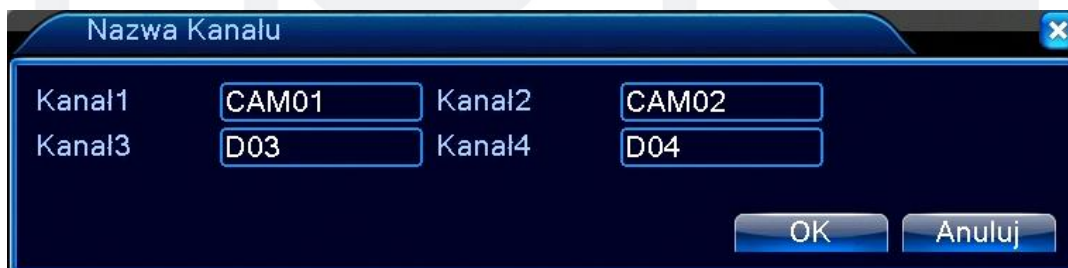 Nazwa Kanału
Kanał1 CAM01 Kanał2 CAM02
Kanał3 D03 Kanał4 D04
OK Anuluj